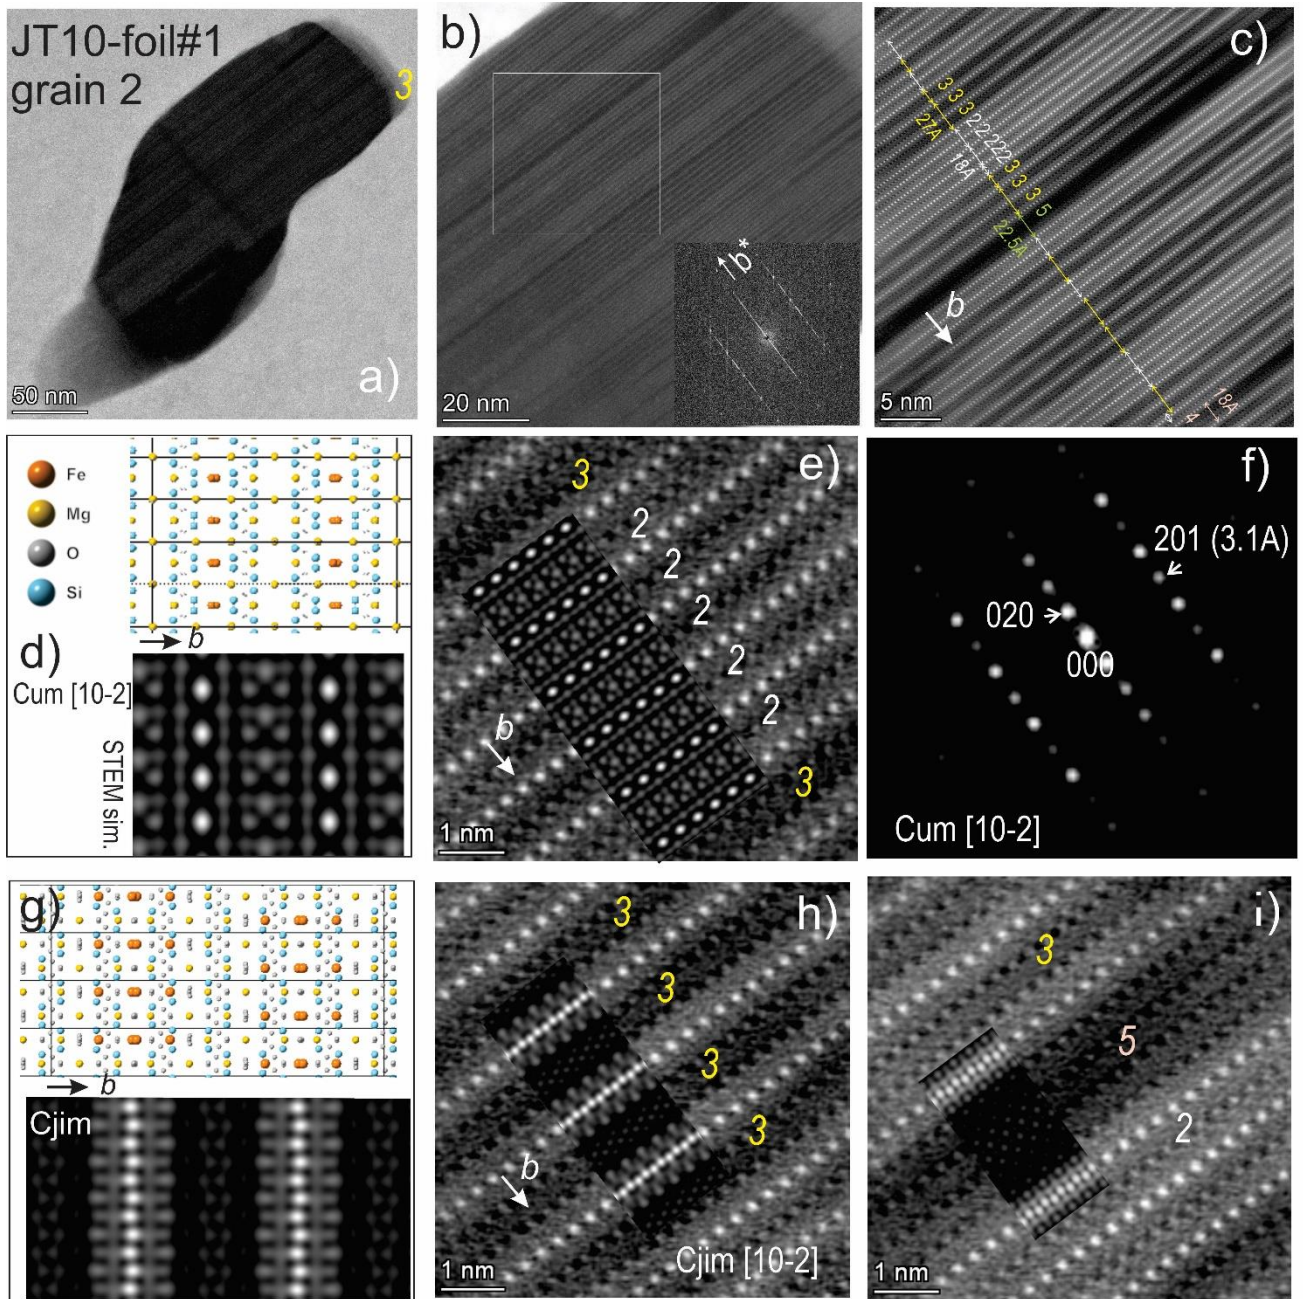 JT10-foil#1
grain 2
3
50 nm
a)
b)
b*
20 nm
c)
3 3 3 2 2 2 2 2 3 3 3 5
27A
18A
22.5A
b
4
18A
5 nm
Fe
Mg
O
Si
b
d)
Cum [10-2]
STEM sim.
e)
3
2
2
2
2
2
3
b
1 nm
f)
201 (3.1A)
020
000
Cum [10-2]
g)
b
Cjim
h)
3
3
3
3
b
1 nm
Cjim [10-2]
i)
3
5
2
1 nm